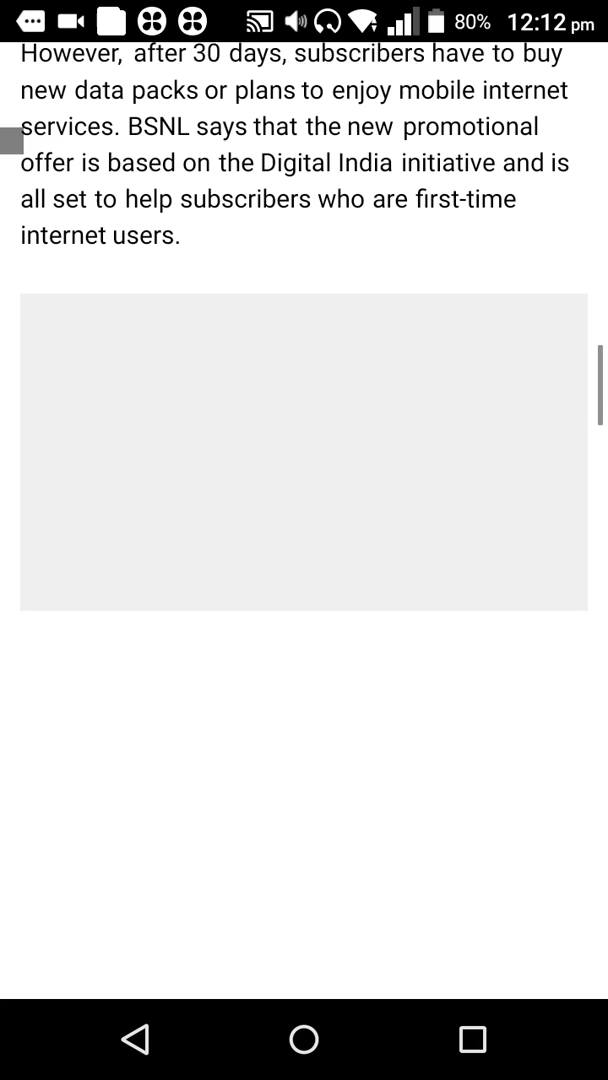 80% 12:12 pm
However, after 30 days, subscribers have to buy
new data packs or plans to enjoy mobile internet
services. BSNL says that the new promotional
offer is based on the Digital India initiative and is
all set to help subscribers who are first-time
internet users.